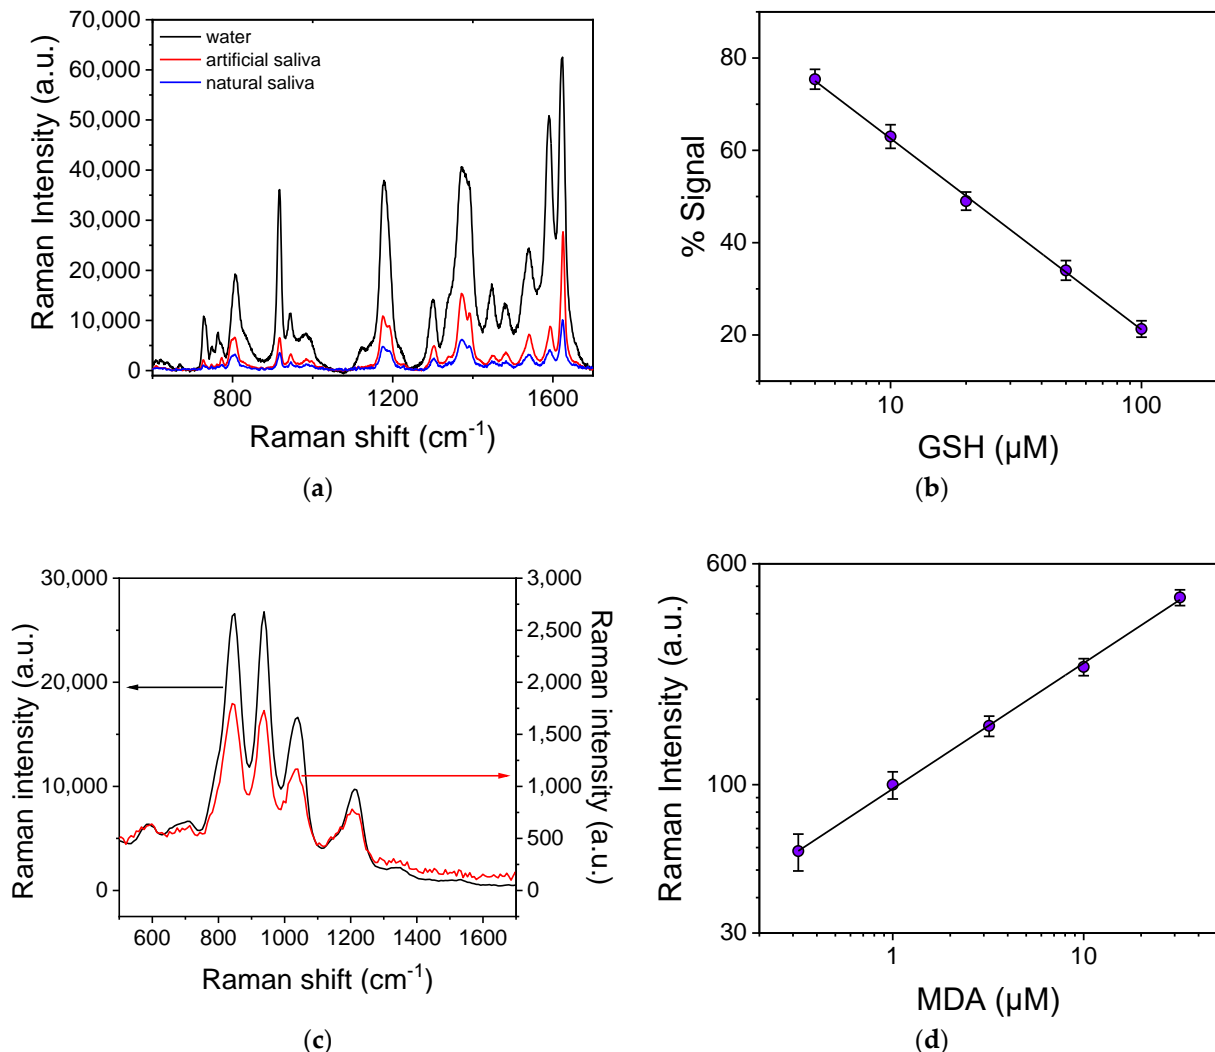 70,000
60,000
50,000
40,000
30,000
20,000
10,000
0
Raman Intensity (a.u.)
water
artificial saliva
natural saliva
800 1200 1600
Raman shift (cm⁻¹)
(a)
80
60
40
20
% Signal
10 100
GSH (µM)
(b)
30,000
20,000
10,000
0
Raman intensity (a.u.)
3,000
2,500
2,000
1,500
1,000
500
0
Raman intensity (a.u.)
600 800 1000 1200 1400 1600
Raman shift (cm⁻¹)
(c)
600
100
30
Raman Intensity (a.u.)
1 10
MDA (µM)
(d)